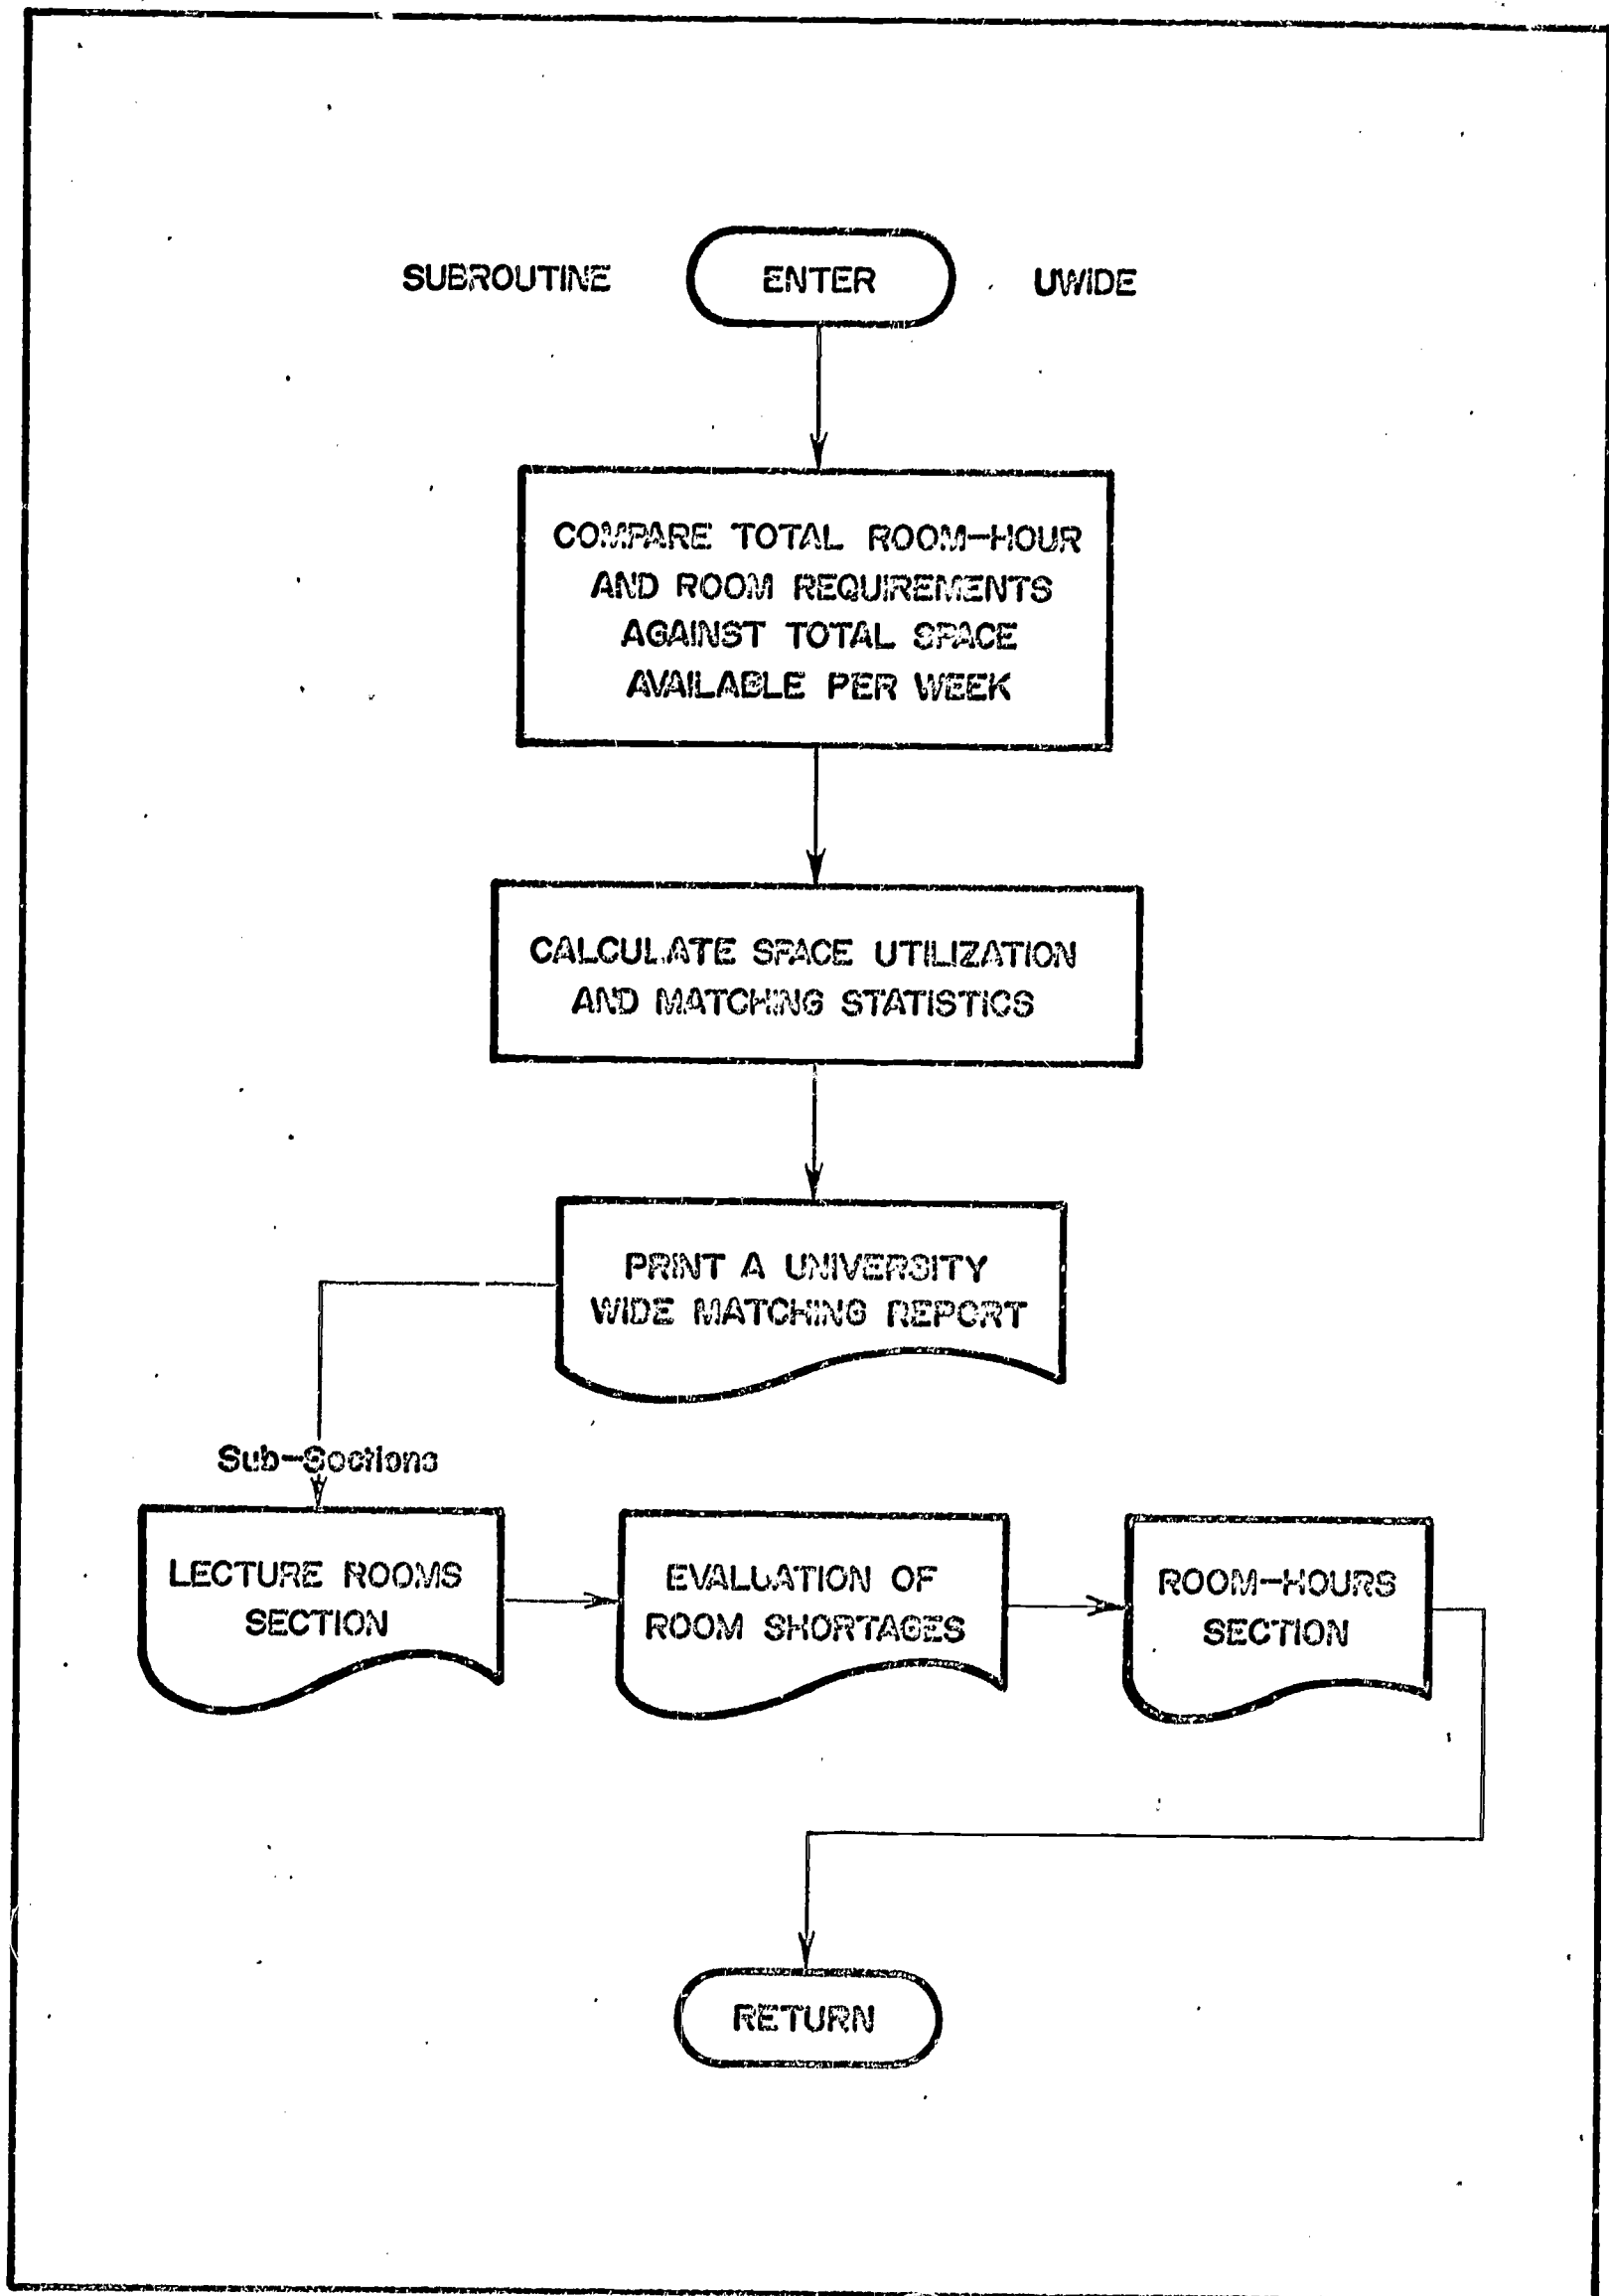 SUBROUTINE ENTER UWIDE
COMPARE TOTAL ROOM-HOUR
AND ROOM REQUIREMENTS
AGAINST TOTAL SPACE
AVAILABLE PER WEEK
CALCULATE SPACE UTILIZATION
AND MATCHING STATISTICS
PRINT A UNIVERSITY
WIDE MATCHING REPORT
Sub-Sections
LECTURE ROOMS
SECTION
EVALUATION OF
ROOM SHORTAGES
ROOM-HOURS
SECTION
RETURN